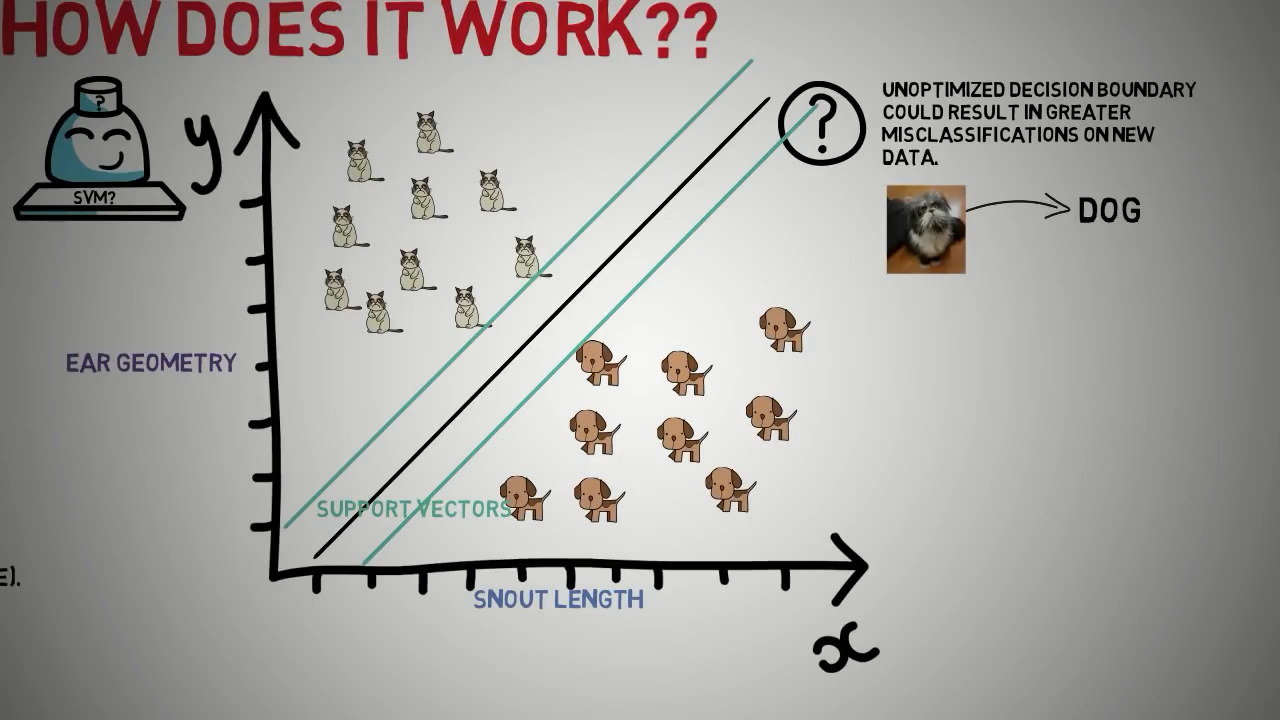 HOW DOES IT WORK??
?
SVM?
y
?
UNOPTIMIZED DECISION BOUNDARY
COULD RESULT IN GREATER
MISCLASSIFICATIONS ON NEW
DATA.
DOG
EAR GEOMETRY
SUPPORT VECTORS
E).
SNOUT LENGTH
x